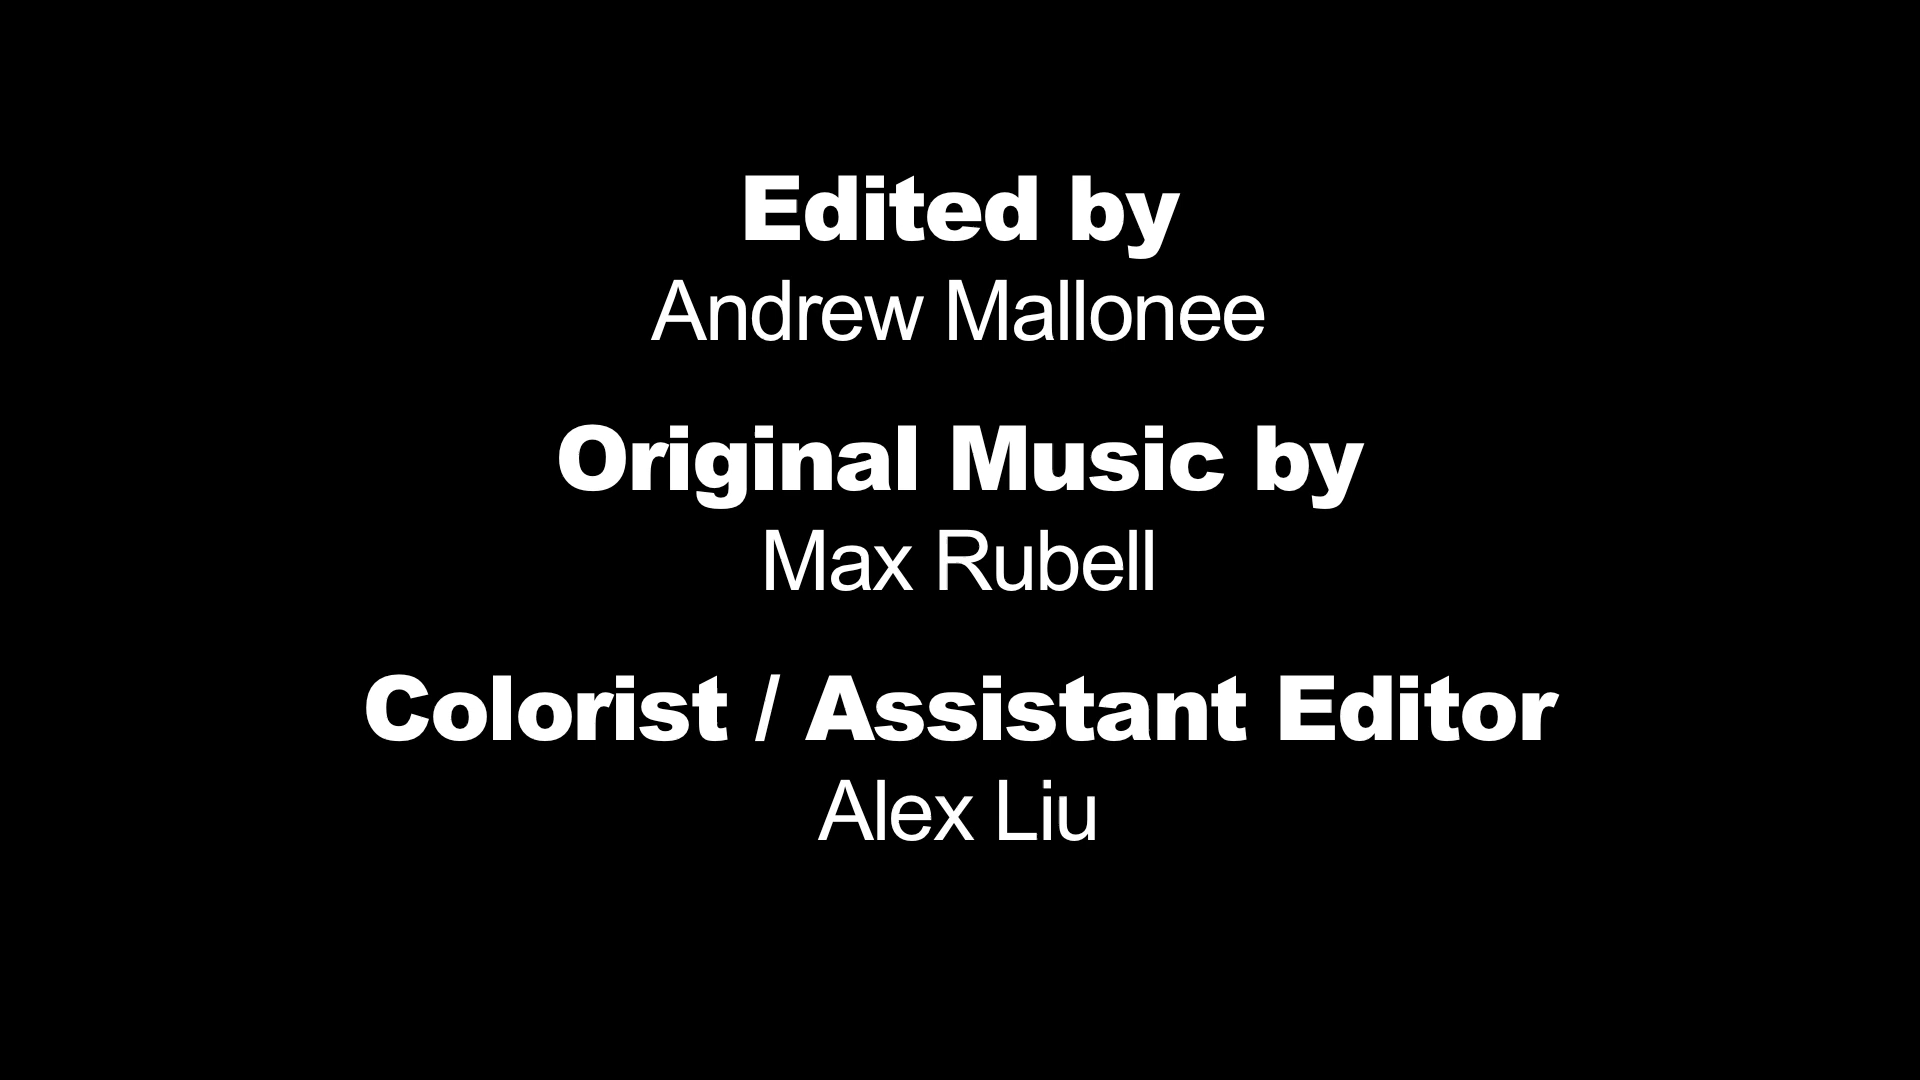 Edited by
Andrew Mallonee
Original Music by
Max Rubell
Colorist / Assistant Editor
Alex Liu